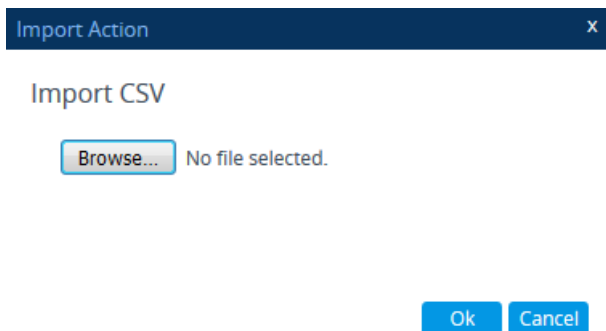 Import Action x
Import CSV
Browse... No file selected.
Ok Cancel